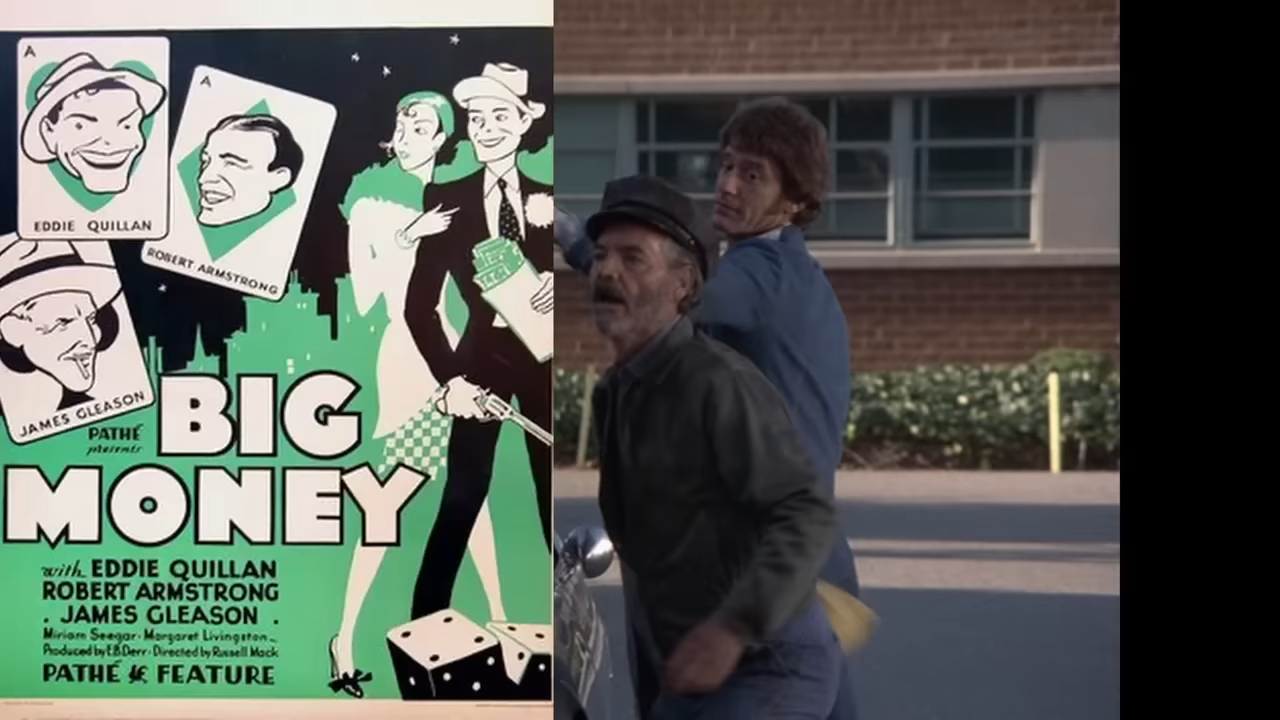 A
EDDIE QUILLAN
A
ROBERT ARMSTRONG
JAMES GLEASON
PATHÉ
presents
BIG
MONEY
with EDDIE QUILLAN
ROBERT ARMSTRONG
. JAMES GLEASON .
Miriam Seegar · Margaret Livingston
Produced by E.B. Derr · Directed by Russell Mack
PATHÉ FEATURE